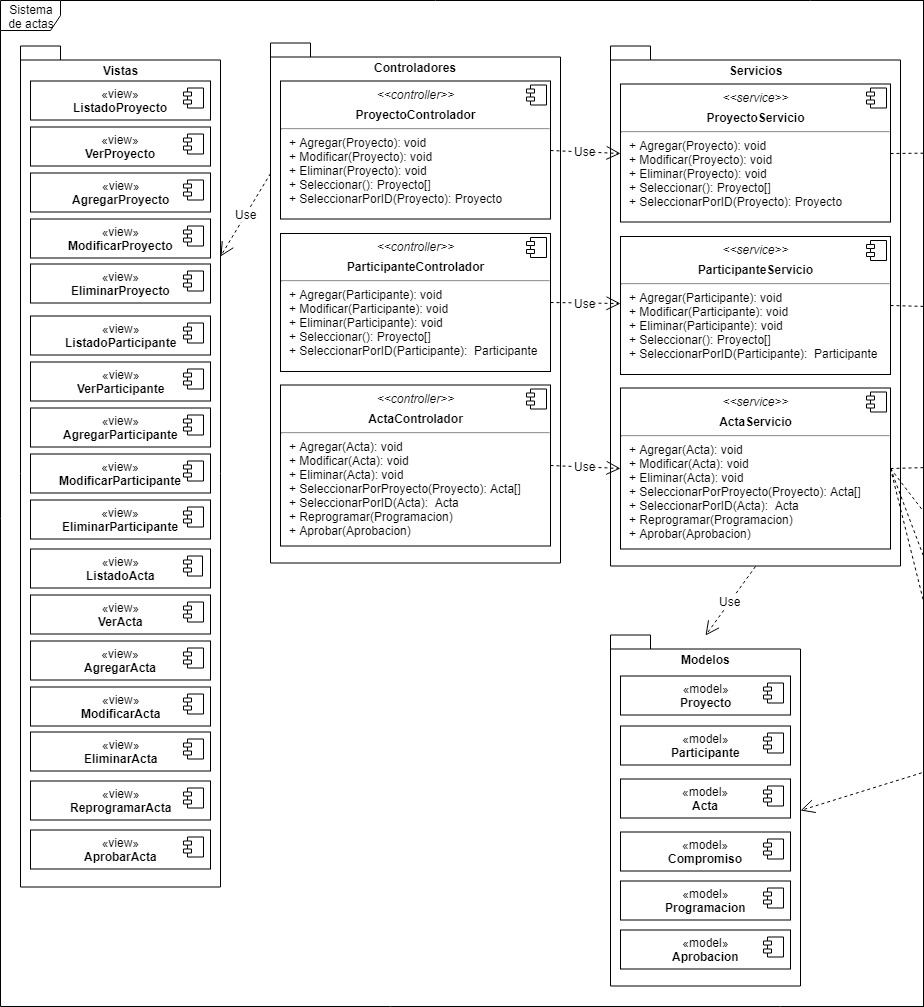 Sistema
de actas
Vistas
«view»
ListadoProyecto
«view»
VerProyecto
«view»
AgregarProyecto
«view»
ModificarProyecto
«view»
EliminarProyecto
«view»
ListadoParticipante
«view»
VerParticipante
«view»
AgregarParticipante
«view»
ModificarParticipante
«view»
EliminarParticipante
«view»
ListadoActa
«view»
VerActa
«view»
AgregarActa
«view»
ModificarActa
«view»
EliminarActa
«view»
ReprogramarActa
«view»
AprobarActa
Use
Controladores
<<controller>>
ProyectoControlador
+ Agregar(Proyecto): void
+ Modificar(Proyecto): void
+ Eliminar(Proyecto): void
+ Seleccionar(): Proyecto[]
+ SeleccionarPorID(Proyecto): Proyecto
<<controller>>
ParticipanteControlador
+ Agregar(Participante): void
+ Modificar(Participante): void
+ Eliminar(Participante): void
+ Seleccionar(): Proyecto[]
+ SeleccionarPorID(Participante): Participante
<<controller>>
ActaControlador
+ Agregar(Acta): void
+ Modificar(Acta): void
+ Eliminar(Acta): void
+ SeleccionarPorProyecto(Proyecto): Acta[]
+ SeleccionarPorID(Acta): Acta
+ Reprogramar(Programacion)
+ Aprobar(Aprobacion)
Use
Use
Use
Servicios
<<service>>
ProyectoServicio
+ Agregar(Proyecto): void
+ Modificar(Proyecto): void
+ Eliminar(Proyecto): void
+ Seleccionar(): Proyecto[]
+ SeleccionarPorID(Proyecto): Proyecto
<<service>>
ParticipanteServicio
+ Agregar(Participante): void
+ Modificar(Participante): void
+ Eliminar(Participante): void
+ Seleccionar(): Proyecto[]
+ SeleccionarPorID(Participante): Participante
<<service>>
ActaServicio
+ Agregar(Acta): void
+ Modificar(Acta): void
+ Eliminar(Acta): void
+ SeleccionarPorProyecto(Proyecto): Acta[]
+ SeleccionarPorID(Acta): Acta
+ Reprogramar(Programacion)
+ Aprobar(Aprobacion)
Use
Modelos
«model»
Proyecto
«model»
Participante
«model»
Acta
«model»
Compromiso
«model»
Programacion
«model»
Aprobacion